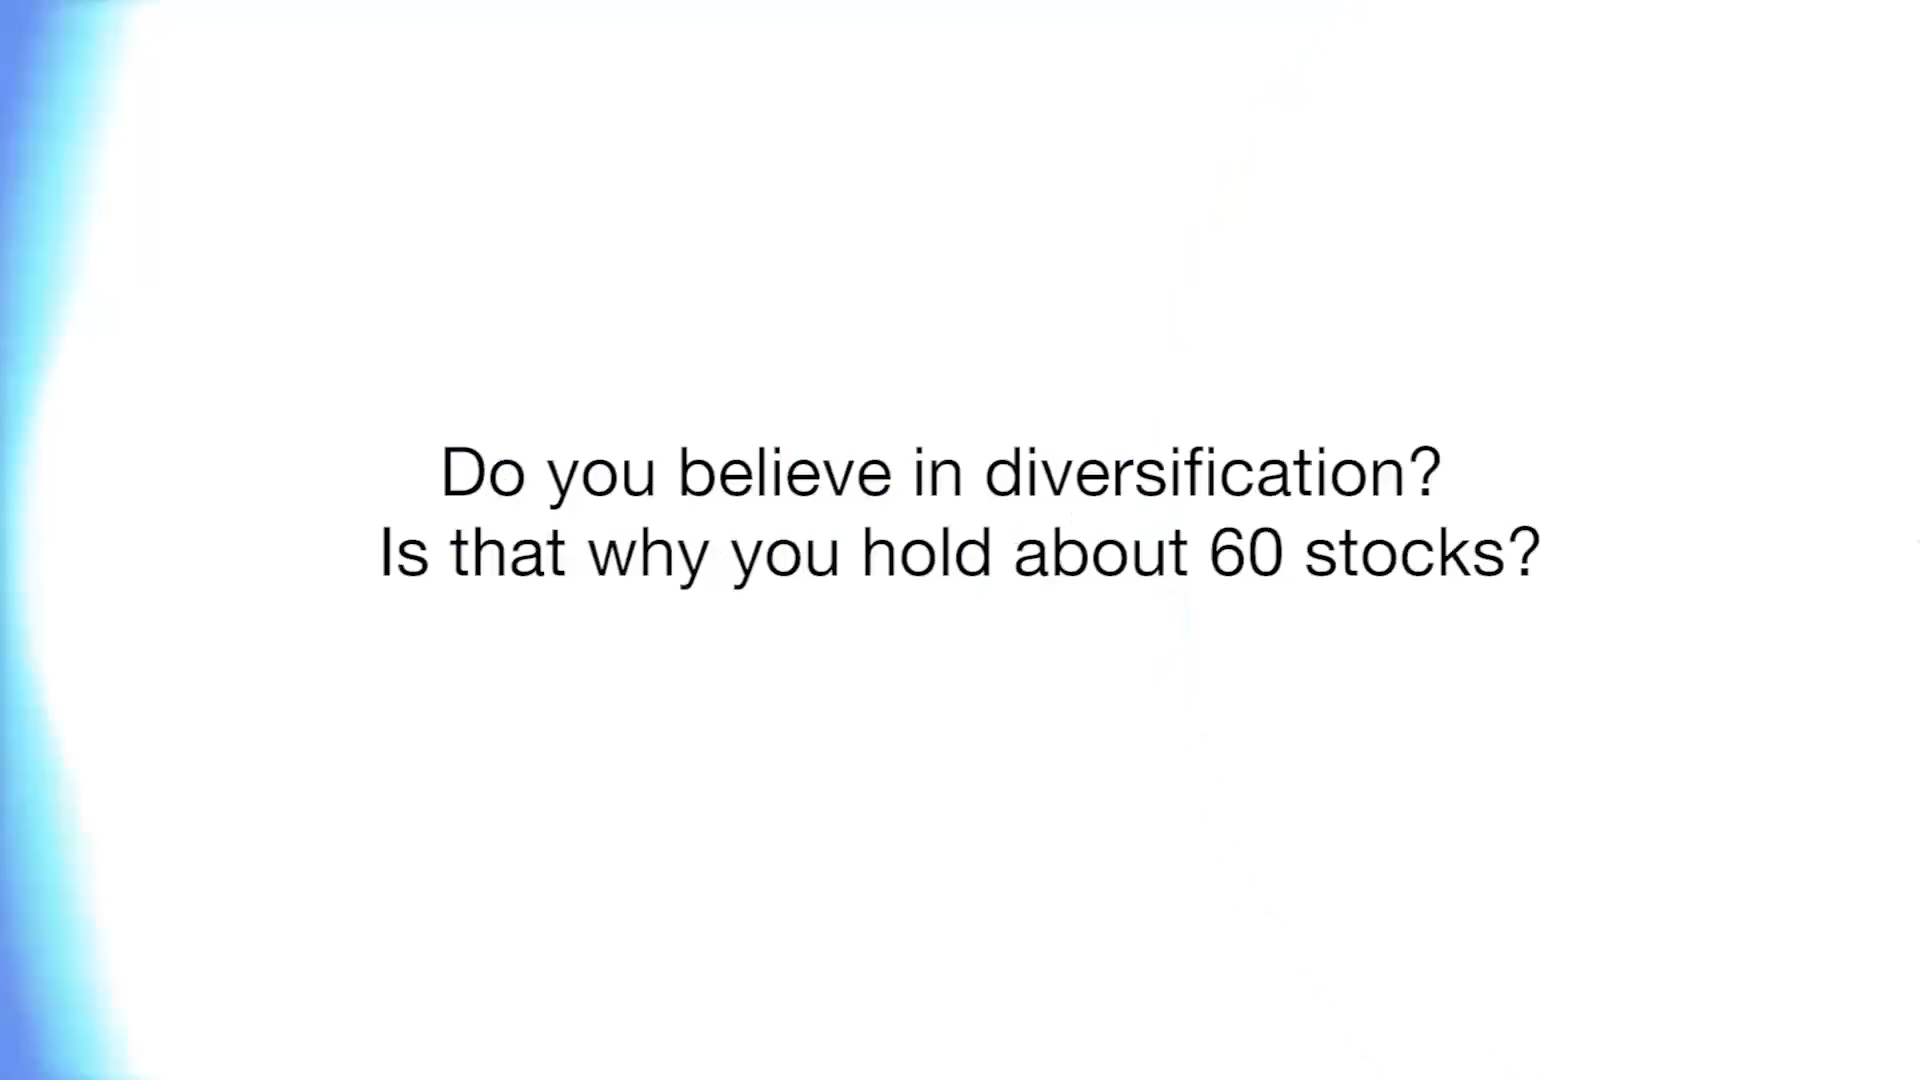 Do you believe in diversification?
Is that why you hold about 60 stocks?